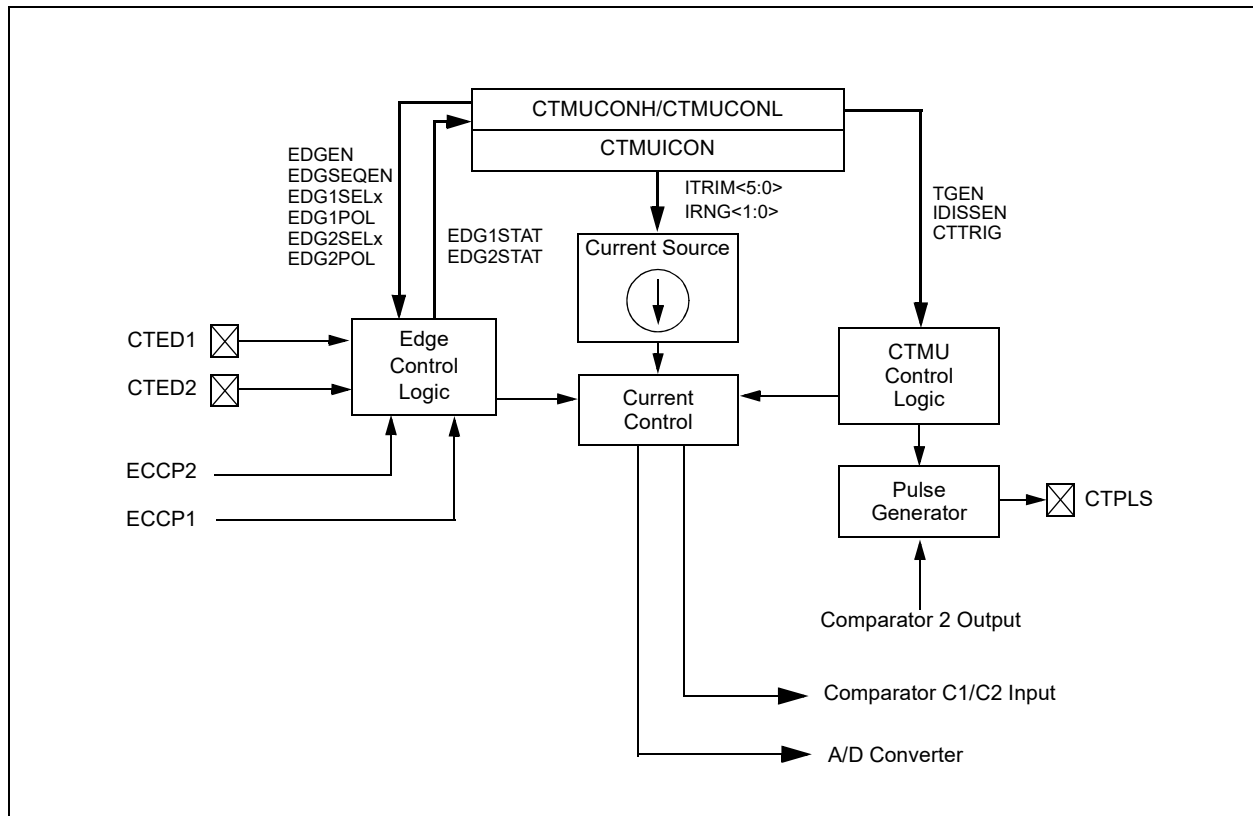 CTMUCONH/CTMUCONL
CTMUICON
EDGEN
EDGSEQEN
EDG1SELx
EDG1POL
EDG2SELx
EDG2POL
EDG1STAT
EDG2STAT
ITRIM<5:0>
IRNG<1:0>
TGEN
IDISSEN
CTTRIG
Current Source
CTED1
CTED2
Edge
Control
Logic
Current
Control
CTMU
Control
Logic
ECCP2
ECCP1
Pulse
Generator
CTPLS
Comparator 2 Output
Comparator C1/C2 Input
A/D Converter